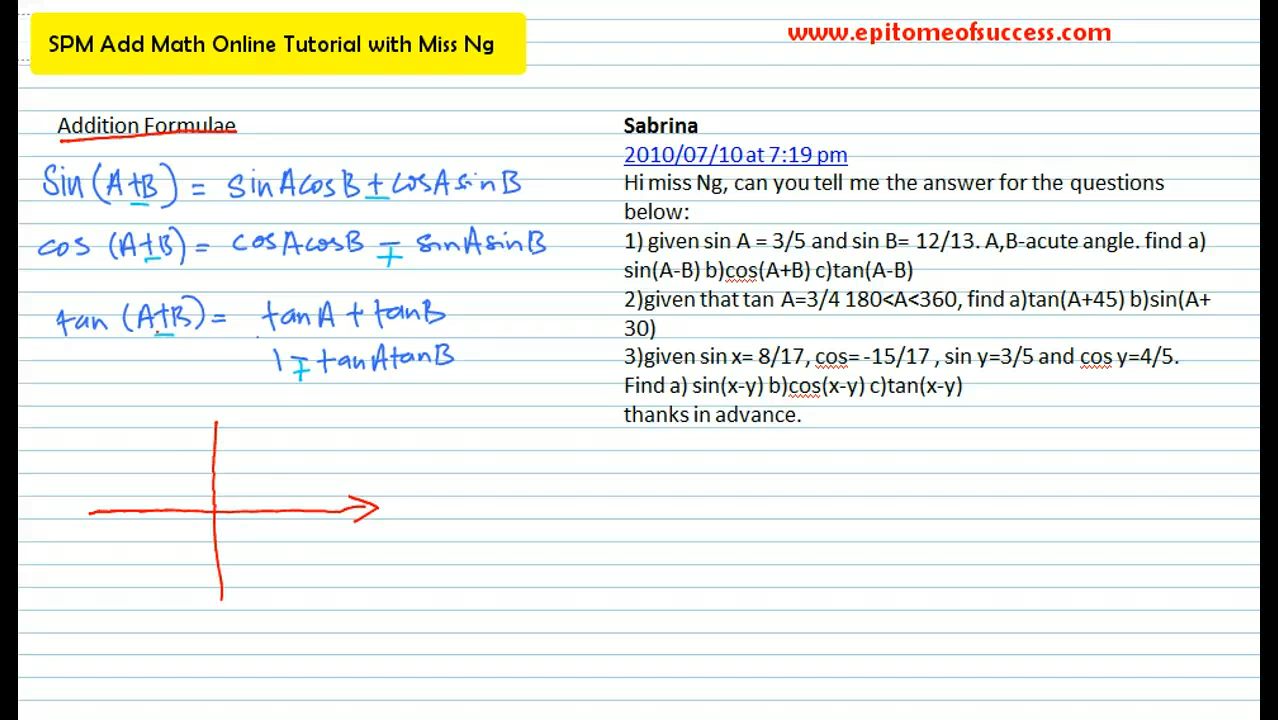 SPM Add Math Online Tutorial with Miss Ng
www.epitomeofsuccess.com
Addition Formulae
Sin (A±B) = sinAcosB ± cosAsinB
cos (A±B) = cosAcosB ∓ sinAsinB
tan (A±B) = tanA + tanB
1 ∓ tanAtanB
Sabrina
2010/07/10 at 7:19 pm
Hi miss Ng, can you tell me the answer for the questions
below:
1) given sin A = 3/5 and sin B= 12/13. A,B-acute angle. find a)
sin(A-B) b)cos(A+B) c)tan(A-B)
2)given that tan A=3/4 180<A<360, find a)tan(A+45) b)sin(A+
30)
3)given sin x= 8/17, cos= -15/17 , sin y=3/5 and cos y=4/5.
Find a) sin(x-y) b)cos(x-y) c)tan(x-y)
thanks in advance.